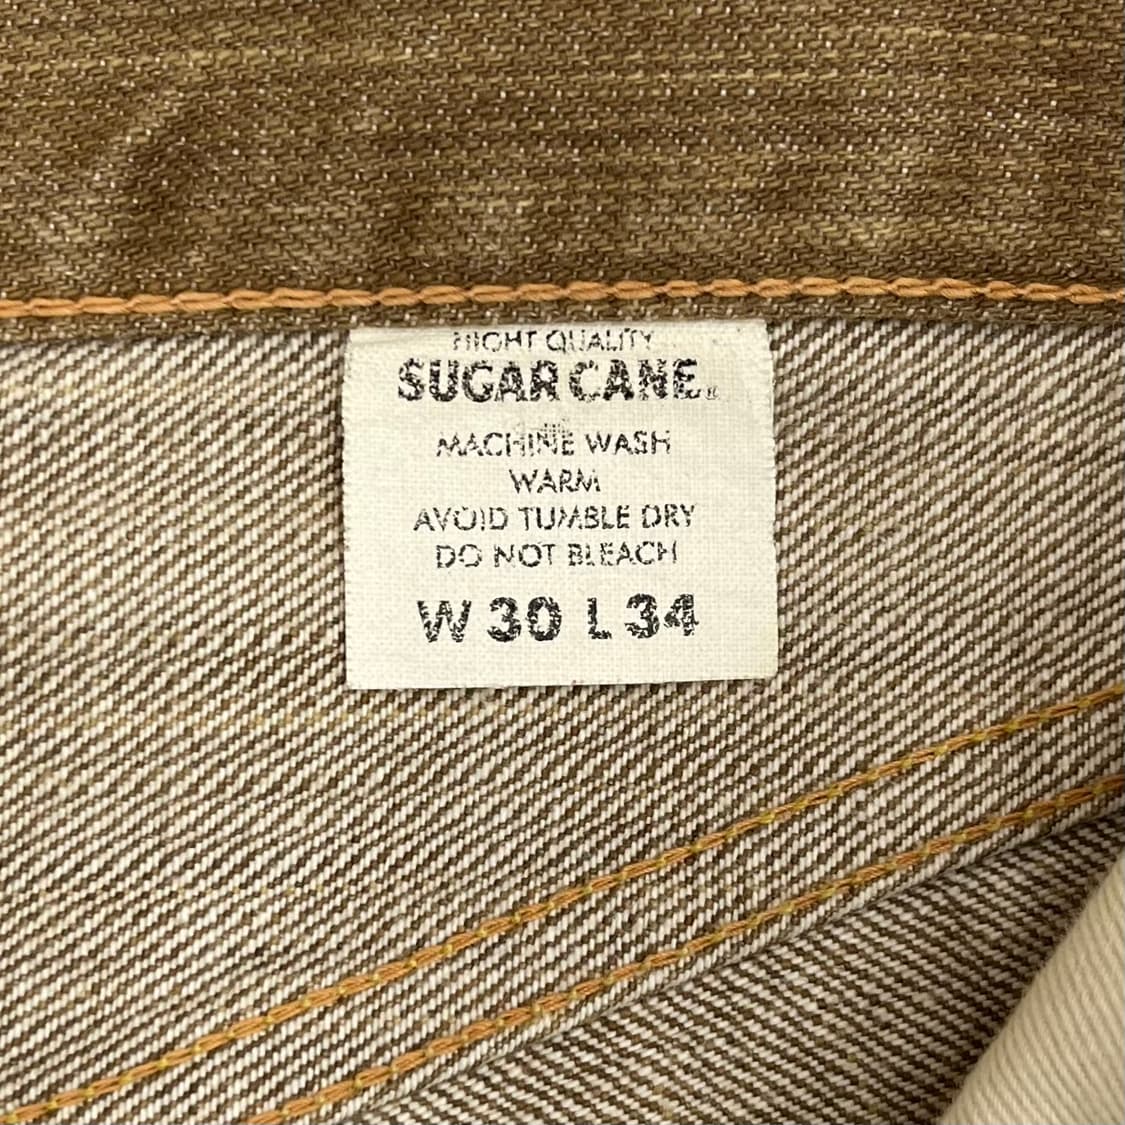 HIGHT QUALITY
SUGAR CANE®
MACHINE WASH
WARM
AVOID TUMBLE DRY
DO NOT BLEACH
W 30 L 34